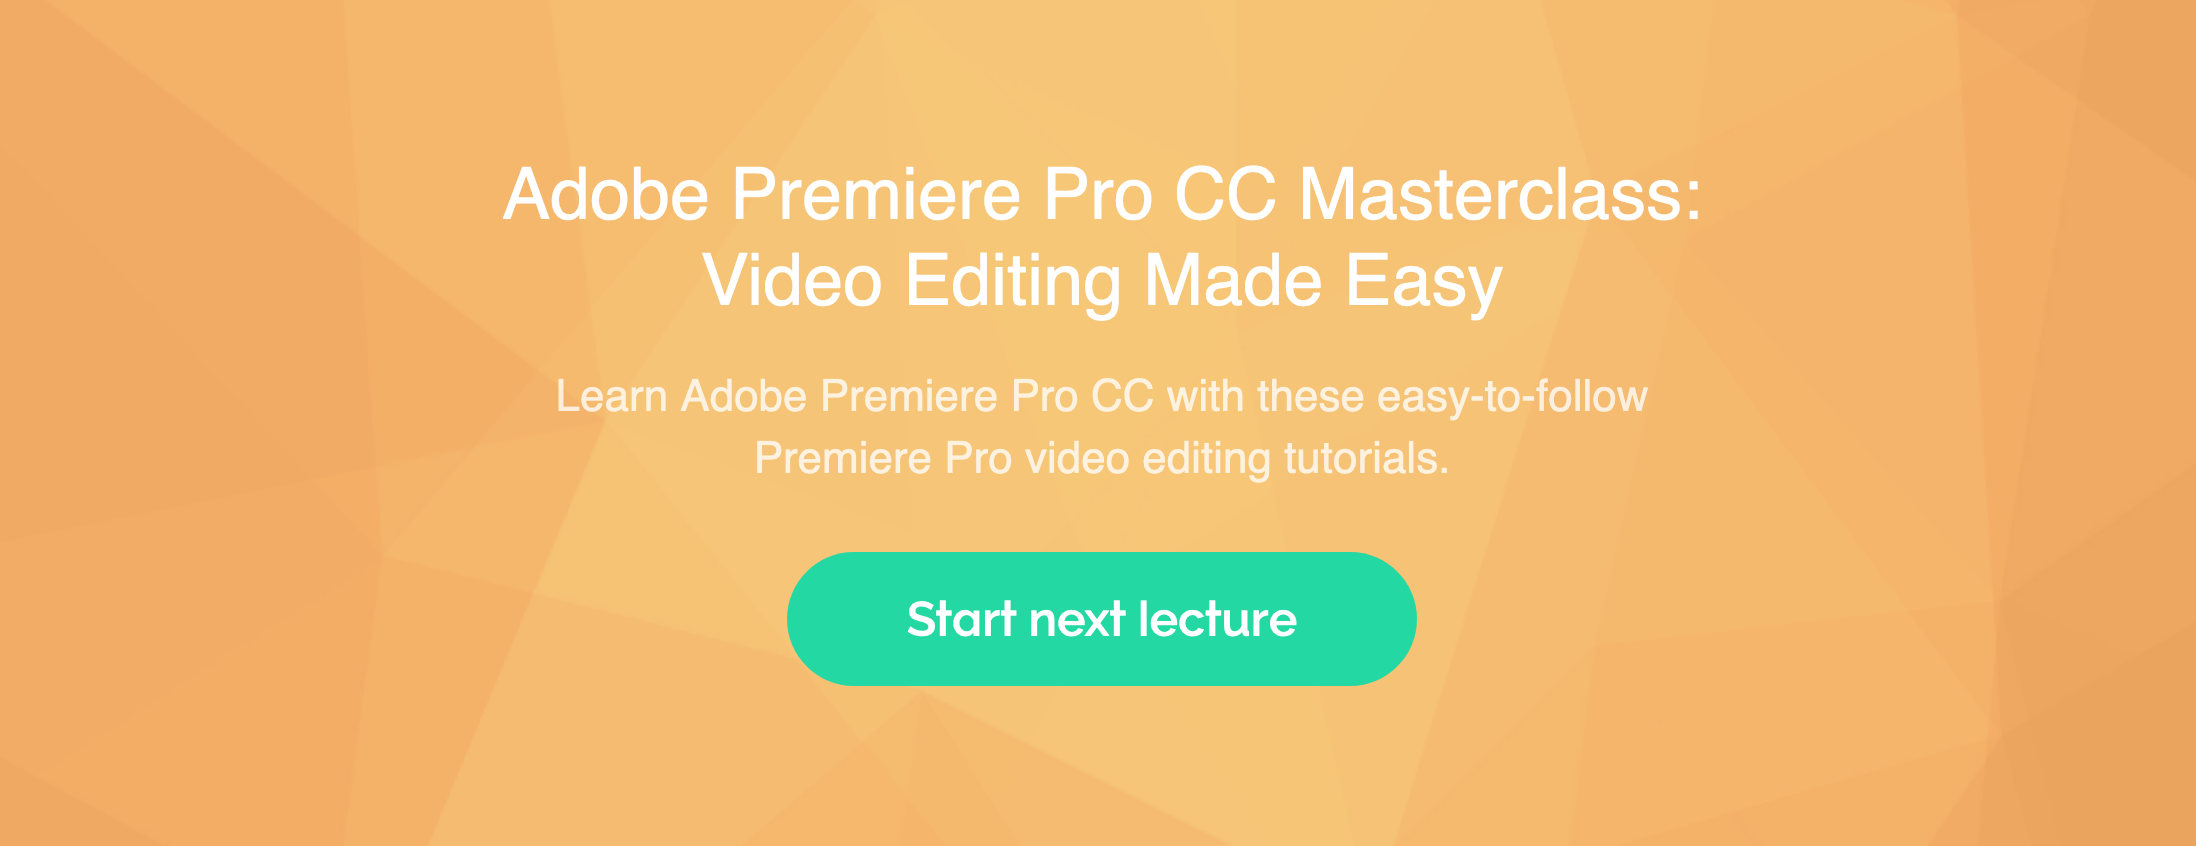 Adobe Premiere Pro CC Masterclass:
Video Editing Made Easy
Learn Adobe Premiere Pro CC with these easy-to-follow
Premiere Pro video editing tutorials.
Start next lecture